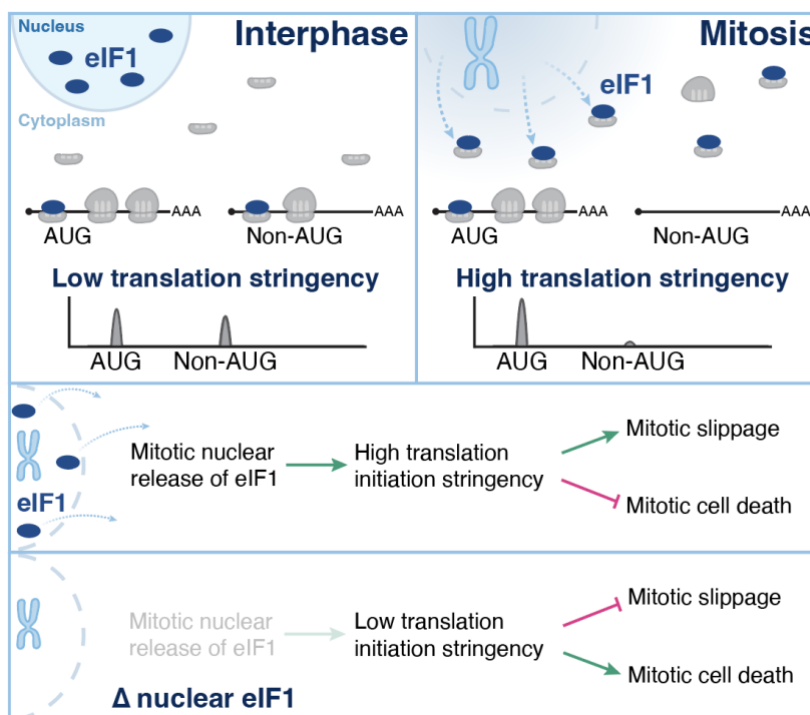 Nucleus
eIF1
Interphase
Cytoplasm
AAA
AUG
AAA
Non-AUG
Low translation stringency
AUG
Non-AUG
Mitosis
eIF1
AAA
AUG
AAA
Non-AUG
High translation stringency
AUG
Non-AUG
eIF1
Mitotic nuclear
release of eIF1
High translation
initiation stringency
Mitotic slippage
Mitotic cell death
Mitotic nuclear
release of eIF1
Low translation
initiation stringency
Mitotic slippage
Mitotic cell death
Δ nuclear eIF1